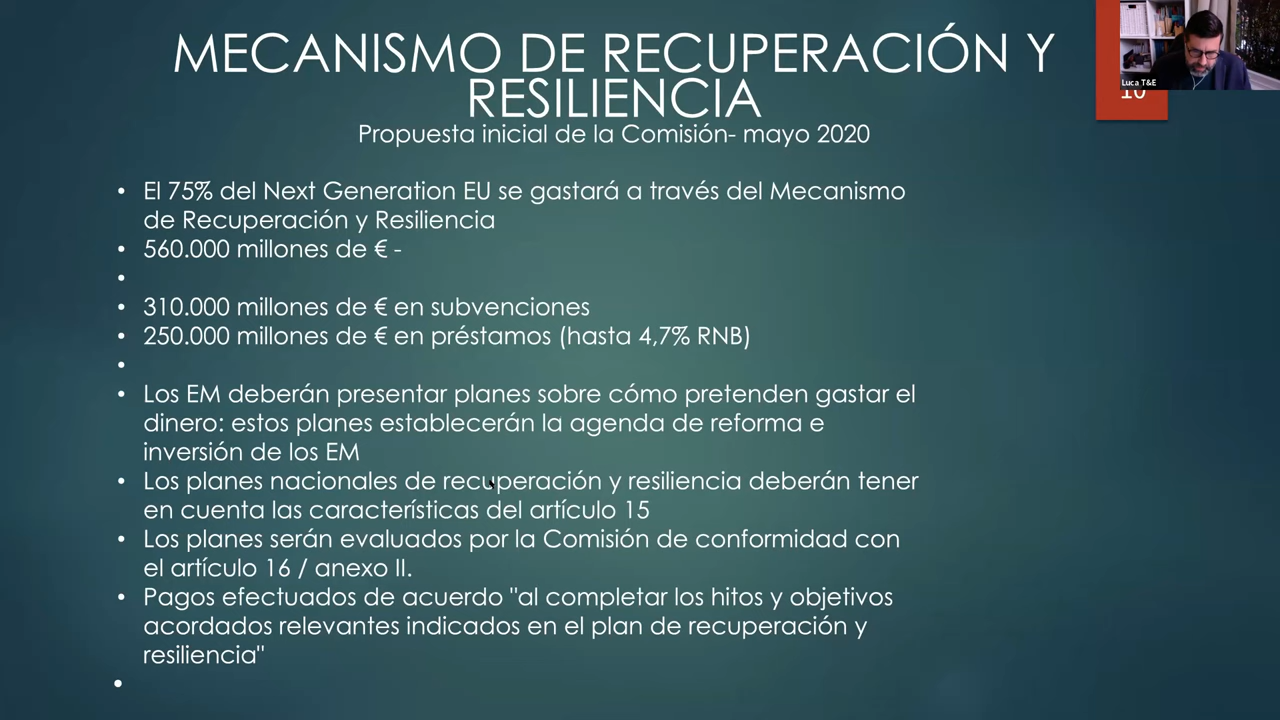 MECANISMO DE RECUPERACIÓN Y
RESILIENCIA
Propuesta inicial de la Comisión- mayo 2020
Luca T&E
10
• El 75% del Next Generation EU se gastará a través del Mecanismo
de Recuperación y Resiliencia
• 560.000 millones de € -
•
• 310.000 millones de € en subvenciones
• 250.000 millones de € en préstamos (hasta 4,7% RNB)
•
• Los EM deberán presentar planes sobre cómo pretenden gastar el
dinero: estos planes establecerán la agenda de reforma e
inversión de los EM
• Los planes nacionales de recuperación y resiliencia deberán tener
en cuenta las características del artículo 15
• Los planes serán evaluados por la Comisión de conformidad con
el artículo 16 / anexo II.
• Pagos efectuados de acuerdo "al completar los hitos y objetivos
acordados relevantes indicados en el plan de recuperación y
resiliencia"
•